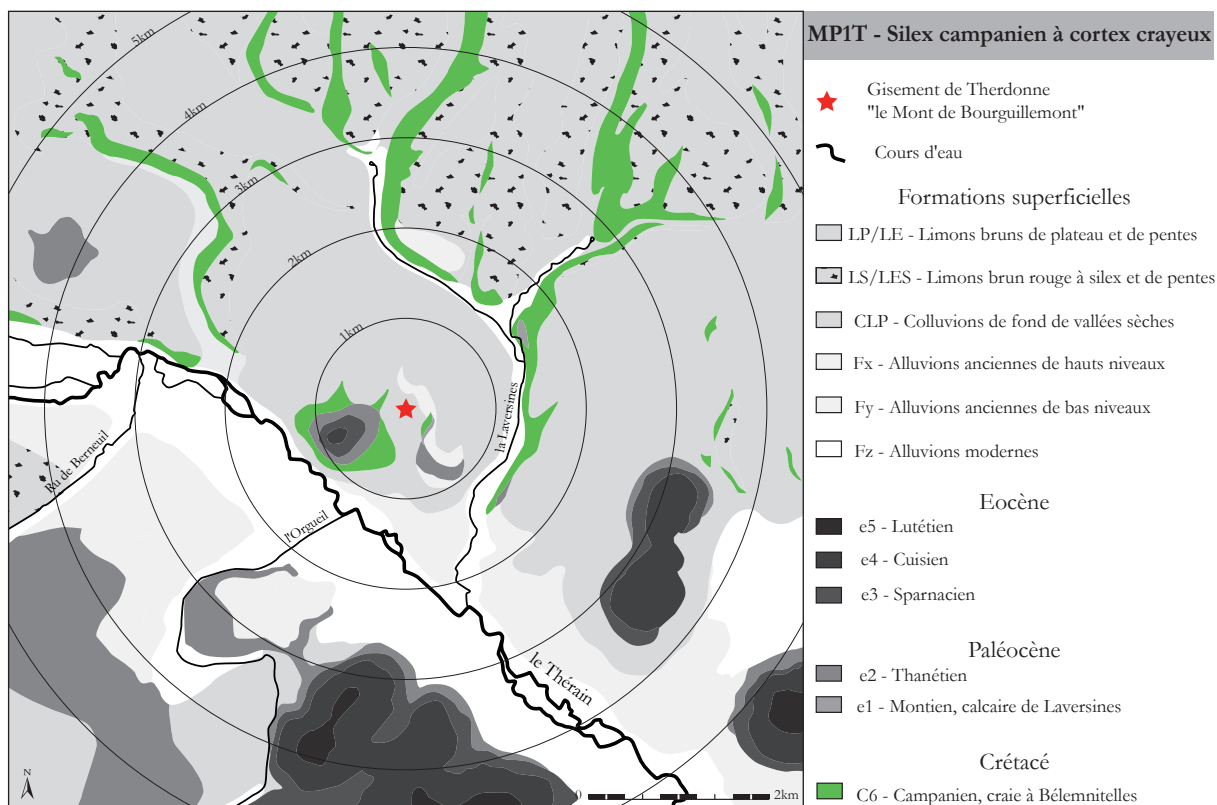 5km
4km
3km
2km
1km
la Laversines
Ru de Berneuil
l'Orgueil
le Thérain
N
0 2km
MP1T - Silex campanien à cortex crayeux
Gisement de Therdonne
"le Mont de Bourguillemont"
Cours d'eau
Formations superficielles
LP/LE - Limons bruns de plateau et de pentes
LS/LES - Limons brun rouge à silex et de pentes
CLP - Colluvions de fond de vallées sèches
Fx - Alluvions anciennes de hauts niveaux
Fy - Alluvions anciennes de bas niveaux
Fz - Alluvions modernes
Eocène
e5 - Lutétien
e4 - Cuisien
e3 - Sparnacien
Paléocène
e2 - Thanétien
e1 - Montien, calcaire de Laversines
Crétacé
C6 - Campanien, craie à Bélemnitelles